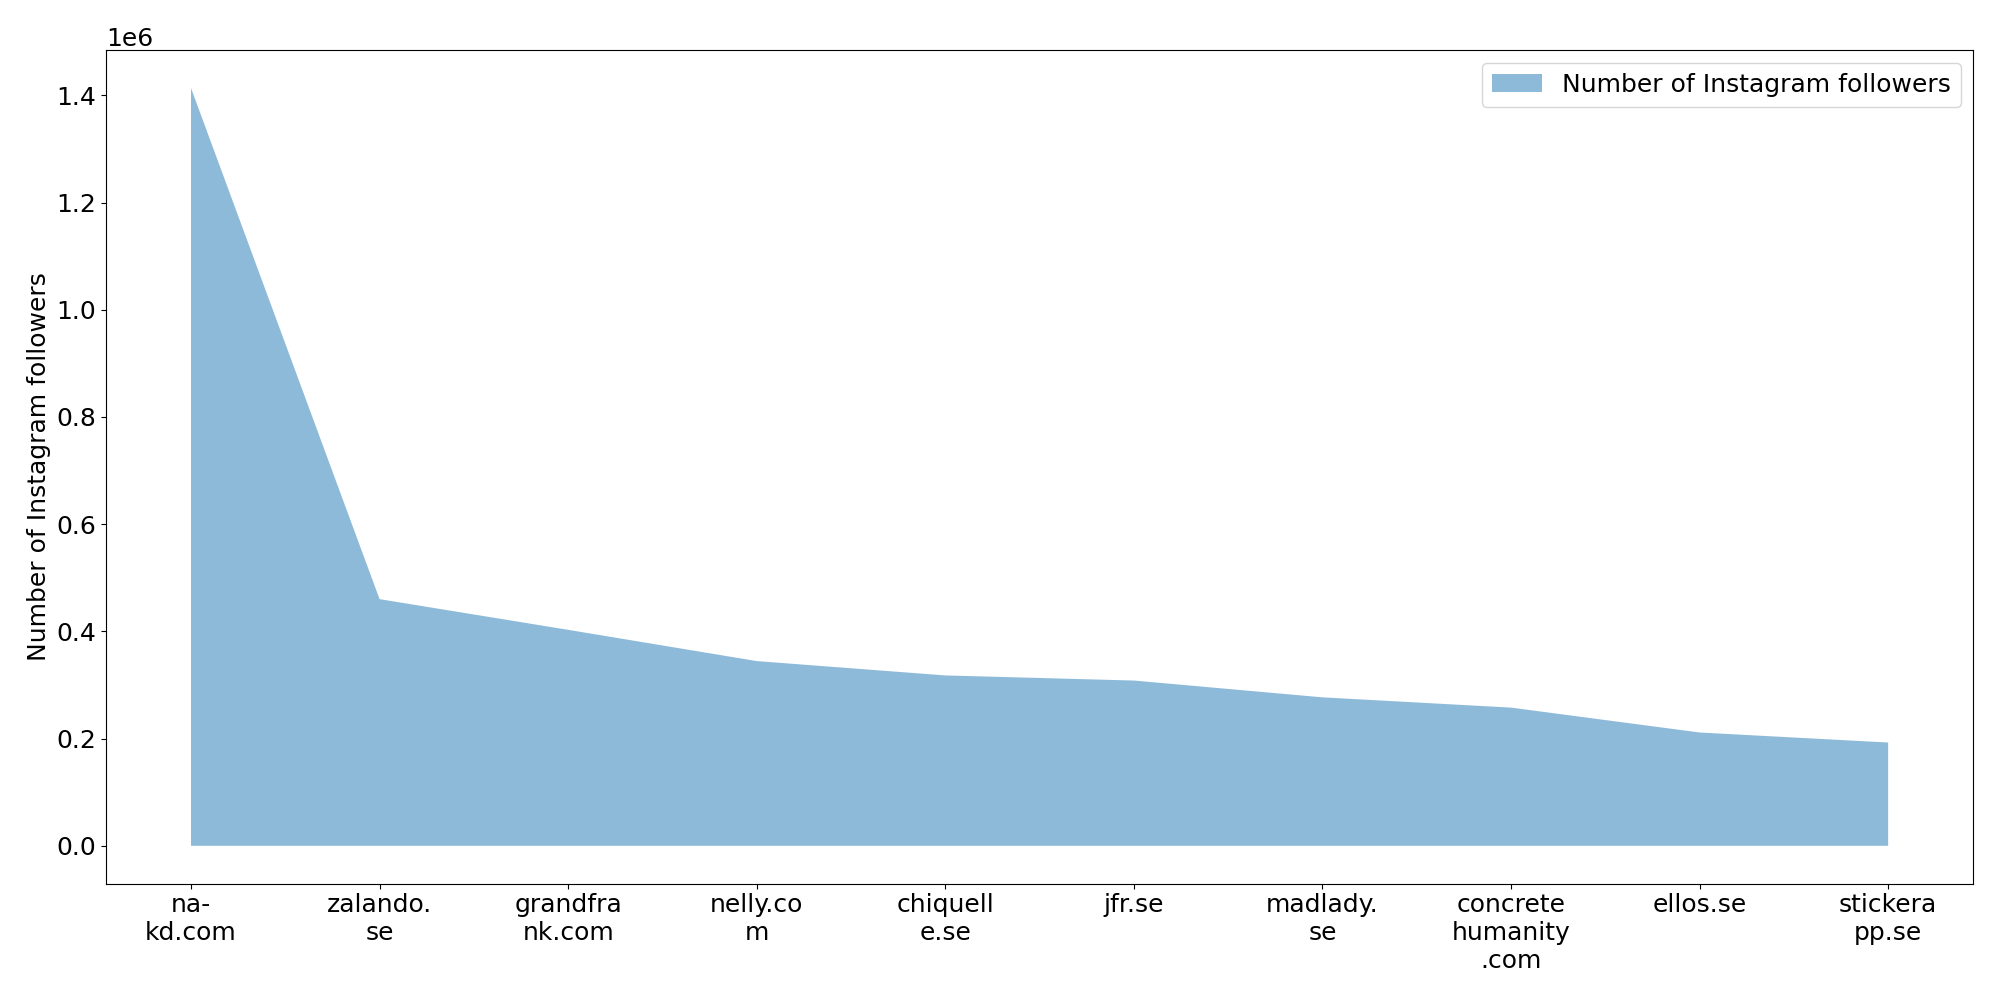 1e6
Number of Instagram followers
1.4
1.2
1.0
0.8
0.6
0.4
0.2
0.0
Number of Instagram followers
na-
kd.com
zalando.
se
grandfra
nk.com
nelly.co
m
chiquell
e.se
jfr.se
madlady.
se
concrete
humanity
.com
ellos.se
stickera
pp.se